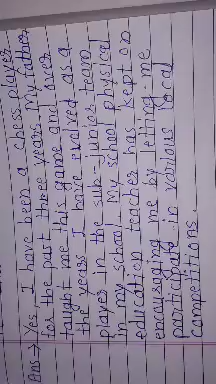 Ans → Yes, I have been a chess player
for the past three years. My father
taught me this game and over
the years I have evolved as a
player in the sub-junior team
in my school. My school physical
education teacher has kept on
encouraging me by letting me
participate in various local
competitions.